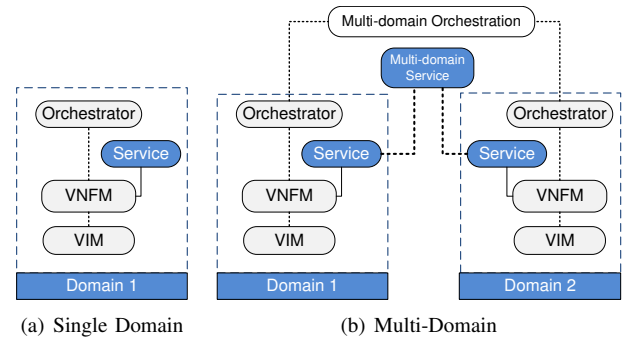 Multi-domain Orchestration
Multi-domain
Service
Orchestrator
Service
VNFM
VIM
Domain 1
Orchestrator
Service
VNFM
VIM
Domain 1
Orchestrator
Service
VNFM
VIM
Domain 2
(a) Single Domain
(b) Multi-Domain